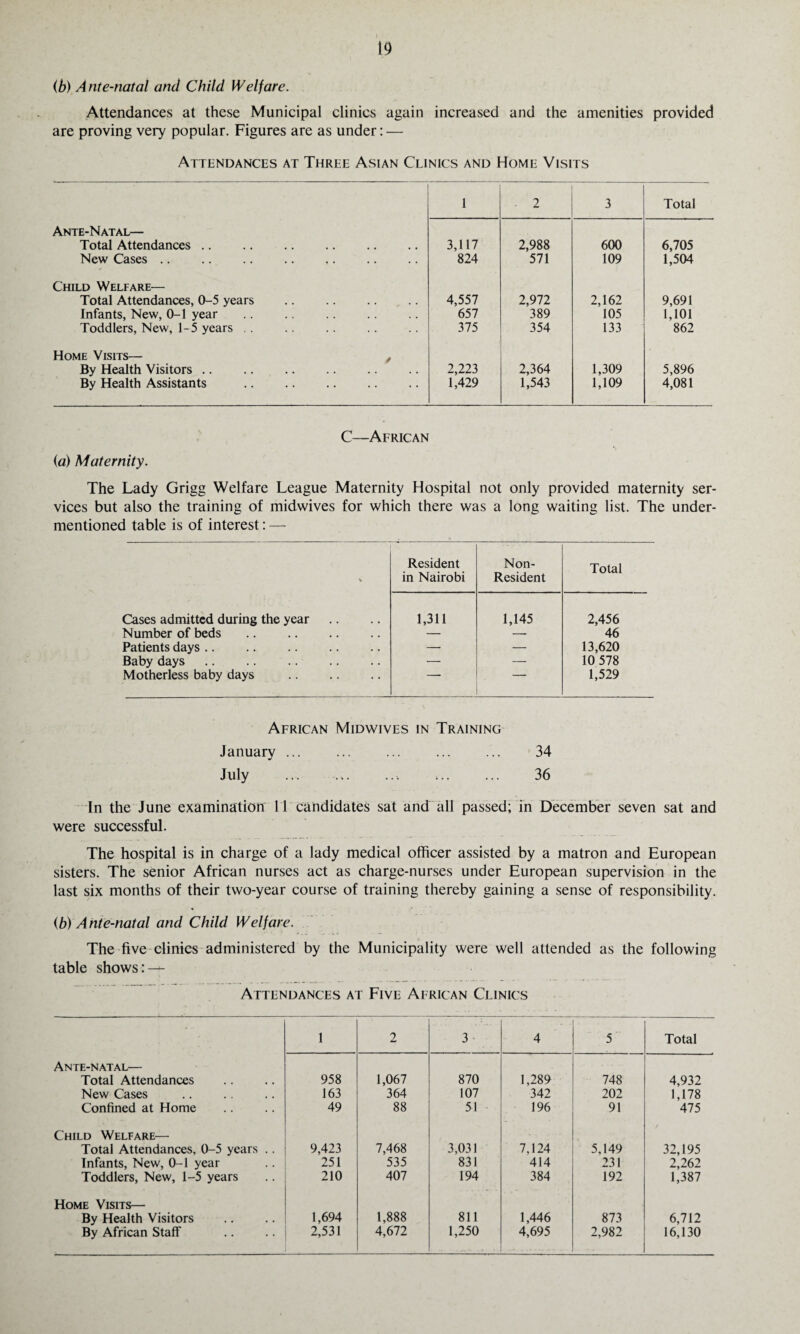 19
(b) Ante-natal and Child Welfare.
Attendances at these Municipal clinics again increased and the amenities provided
are proving very popular. Figures are as under: —
Attendances at Three Asian Clinics and Home Visits
1 2 3 Total
Ante-Natal—
Total Attendances .. .. .. .. .. .. 3,117 2,988 600 6,705
New Cases .. .. .. .. .. .. .. 824 571 109 1,504
Child Welfare—
Total Attendances, 0-5 years .. .. .. .. 4,557 2,972 2,162 9,691
Infants, New, 0-1 year .. .. .. .. .. 657 389 105 1,101
Toddlers, New, 1-5 years .. .. .. .. .. 375 354 133 862
Home Visits—
By Health Visitors .. .. .. .. .. .. 2,223 2,364 1,309 5,896
By Health Assistants .. .. .. .. .. 1,429 1,543 1,109 4,081
C—African
(a) Maternity.
The Lady Grigg Welfare League Maternity Hospital not only provided maternity ser-
vices but also the training of midwives for which there was a long waiting list. The under-
mentioned table is of interest: —
Resident Non- Total
in Nairobi Resident
Cases admitted during the year .. .. 1,311 1,145 2,456
Number of beds .. .. .. .. — — 46
Patients days .. .. .. .. .. — — 13,620
Baby days .. .. .. .. .. — — 10 578
Motherless baby days .. .. .. — — 1,529
African Midwives in Training
January ... ... ... ... ... 34
July ... ... ... ... ... 36
In the June examination 11 candidates sat and all passed; in December seven sat and
were successful.
The hospital is in charge of a lady medical officer assisted by a matron and European
sisters. The senior African nurses act as charge-nurses under European supervision in the
last six months of their two-year course of training thereby gaining a sense of responsibility.
(b) Ante-natal and Child Welfare.
The five clinics administered by the Municipality were well attended as the following
table shows: —
Attendances at Five African Clinics
1 2 3 4 5 Total
Ante-natal—
Total Attendances .. .. 958 1,067 870 1,289 748 4,932
New Cases .. .. .. 163 364 107 342 202 1,178
Confined at Home .. .. 49 88 51 196 91 475
Child Welfare—
Total Attendances, 0-5 years .. 9,423 7,468 3,031 7,124 5,149 32,195
Infants, New, 0-1 year .. 251 535 831 414 231 2,262
Toddlers, New, 1-5 years .. 210 407 194 384 192 1,387
Home Visits—
By Health Visitors .. .. 1,694 1,888 811 1,446 873 6,712
By African Staff .. .. 2,531 4,672 1,250 4,695 2,982 16,130